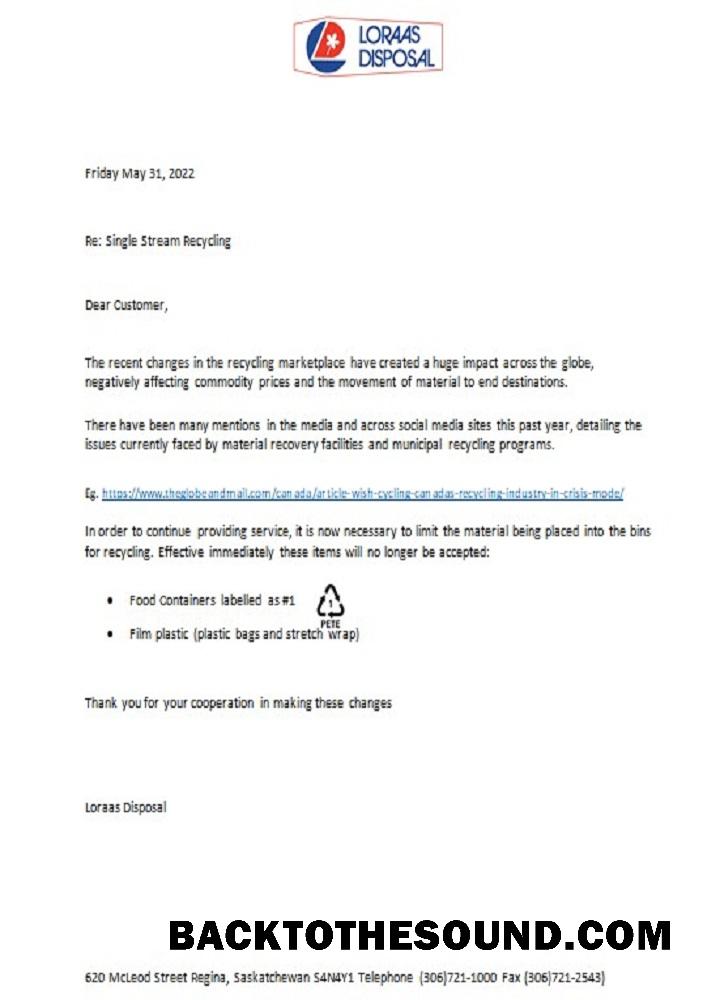 LORAAS
DISPOSAL
Friday May 31, 2022
Re: Single Stream Recycling
Dear Customer,
The recent changes in the recycling marketplace have created a huge impact across the globe,
negatively affecting commodity prices and the movement of material to end destinations.
There have been many mentions in the media and across social media sites this past year, detailing the
issues currently faced by material recovery facilities and municipal recycling programs.
Eg. https://www.theglobeandmail.com/canada/article-wish-cycling-canadas-recycling-industry-in-crisis-mode/
In order to continue providing service, it is now necessary to limit the material being placed into the bins
for recycling. Effective immediately these items will no longer be accepted:
• Food Containers labelled as #1
1
PETE
• Film plastic (plastic bags and stretch wrap)
Thank you for your cooperation in making these changes
Loraas Disposal
BACKTOTHESOUND.COM
620 McLeod Street Regina, Saskatchewan S4N4Y1 Telephone (306)721-1000 Fax (306)721-2543)